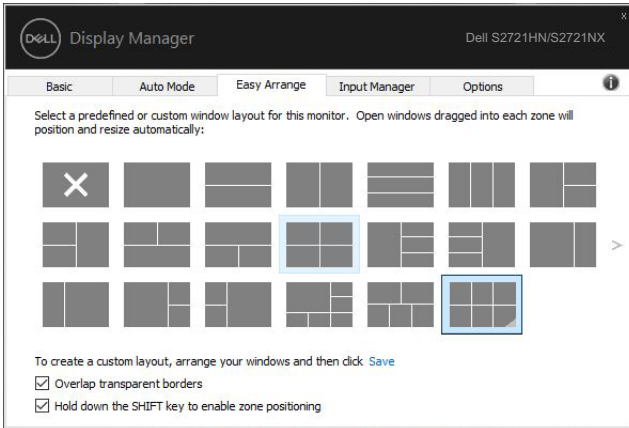 x
DELL Display Manager Dell S2721HN/S2721NX
Basic Auto Mode Easy Arrange Input Manager Options
Select a predefined or custom window layout for this monitor. Open windows dragged into each zone will
position and resize automatically:
To create a custom layout, arrange your windows and then click Save
Overlap transparent borders
Hold down the SHIFT key to enable zone positioning